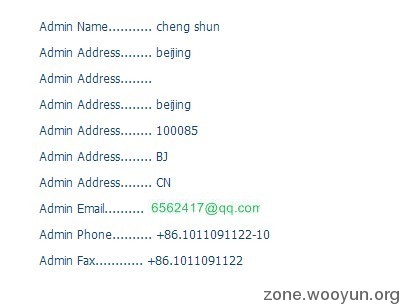 Admin Name........... cheng shun
Admin Address........ beijing
Admin Address........
Admin Address........ beijing
Admin Address........ 100085
Admin Address........ BJ
Admin Address........ CN
Admin Email.......... 6562417@qq.com
Admin Phone.......... +86.1011091122-10
Admin Fax............ +86.1011091122
zone.wooyun.org